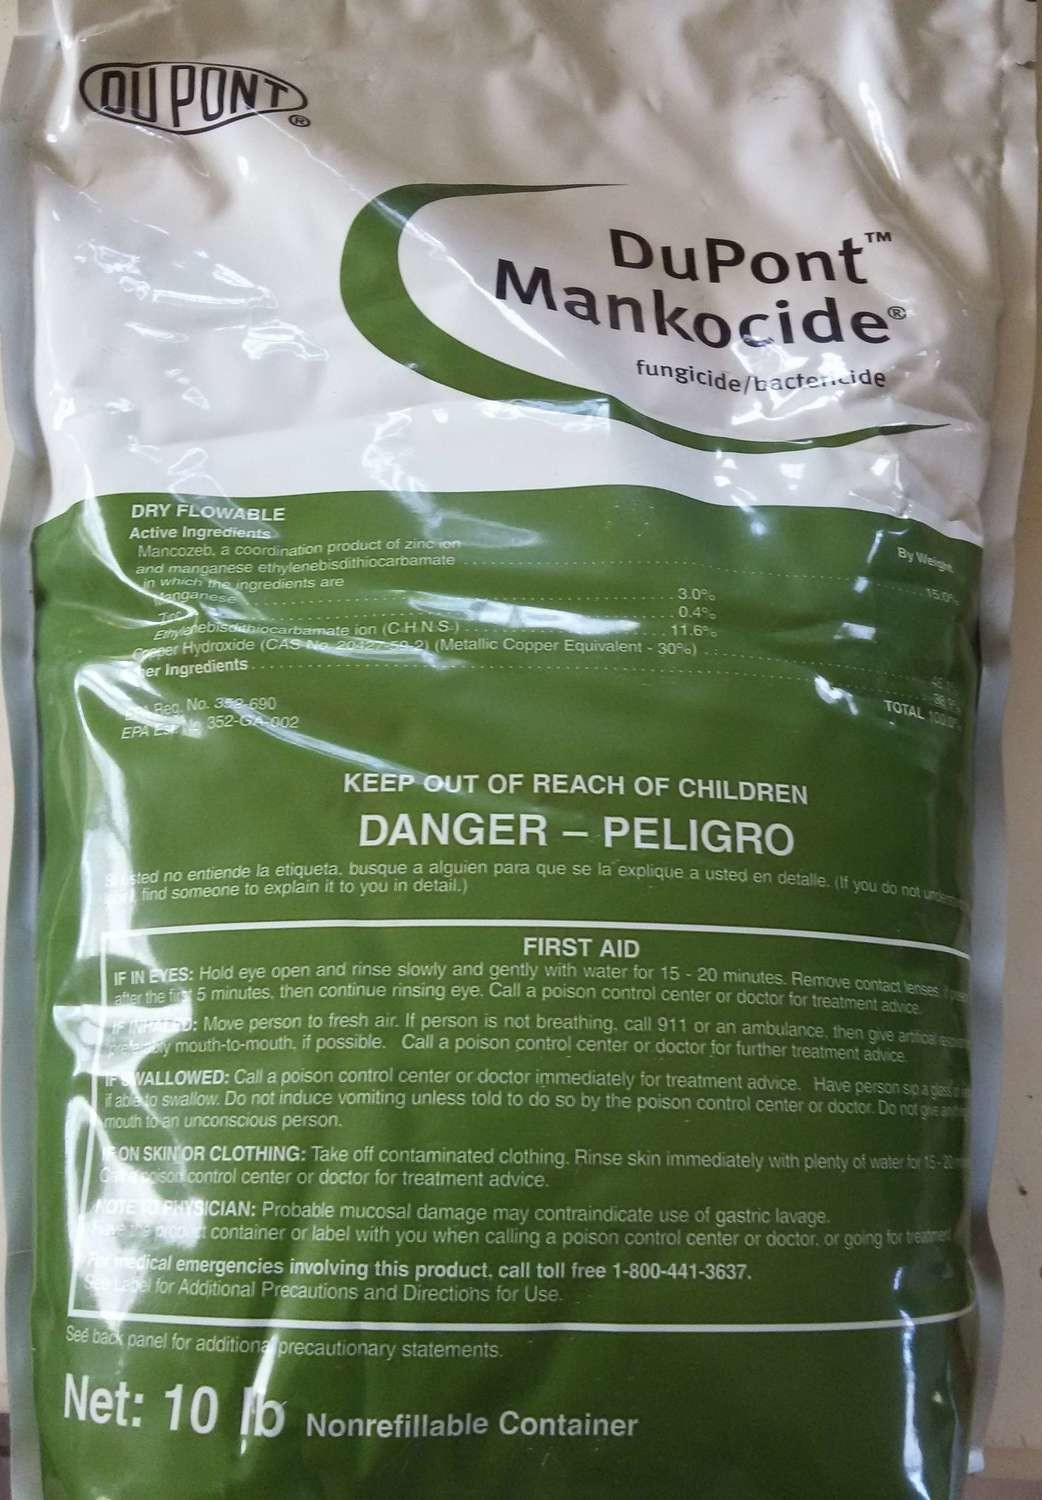 DUPONT®
DuPont™
Mankocide®
fungicide/bactericide
DRY FLOWABLE
Active Ingredients
By Weight
Mancozeb, a coordination product of zinc ion
and manganese ethylenebisdithiocarbamate 15.0%
in which the ingredients are
Manganese 3.0%
0.4%
Ethylenebisdithiocarbamate ion (C·H·N·S·) 11.6%
Copper Hydroxide (CAS No. 20427-59-2) (Metallic Copper Equivalent - 30%)
Other Ingredients
TOTAL 100.0%
EPA Reg. No. 352-690
EPA Est. No. 352-GA-002
KEEP OUT OF REACH OF CHILDREN
DANGER – PELIGRO
Si usted no entiende la etiqueta, busque a alguien para que se la explique a usted en detalle. (If you do not
find someone to explain it to you in detail.)
FIRST AID
IF IN EYES: Hold eye open and rinse slowly and gently with water for 15 - 20 minutes. Remove contact lenses, if
after the first 5 minutes, then continue rinsing eye. Call a poison control center or doctor for treatment advice.
IF INHALED: Move person to fresh air. If person is not breathing, call 911 or an ambulance, then give artificial
preferably mouth-to-mouth, if possible. Call a poison control center or doctor for further treatment advice.
IF SWALLOWED: Call a poison control center or doctor immediately for treatment advice. Have person sip a glass
if able to swallow. Do not induce vomiting unless told to do so by the poison control center or doctor. Do not give
mouth to an unconscious person.
IF ON SKIN OR CLOTHING: Take off contaminated clothing. Rinse skin immediately with plenty of water for 15 - 20
Call a poison control center or doctor for treatment advice.
NOTE TO PHYSICIAN: Probable mucosal damage may contraindicate use of gastric lavage.
Have the product container or label with you when calling a poison control center or doctor, or going for treatment
For medical emergencies involving this product, call toll free 1-800-441-3637.
See Label for Additional Precautions and Directions for Use.
See back panel for additional precautionary statements.
Net: 10 lb Nonrefillable Container